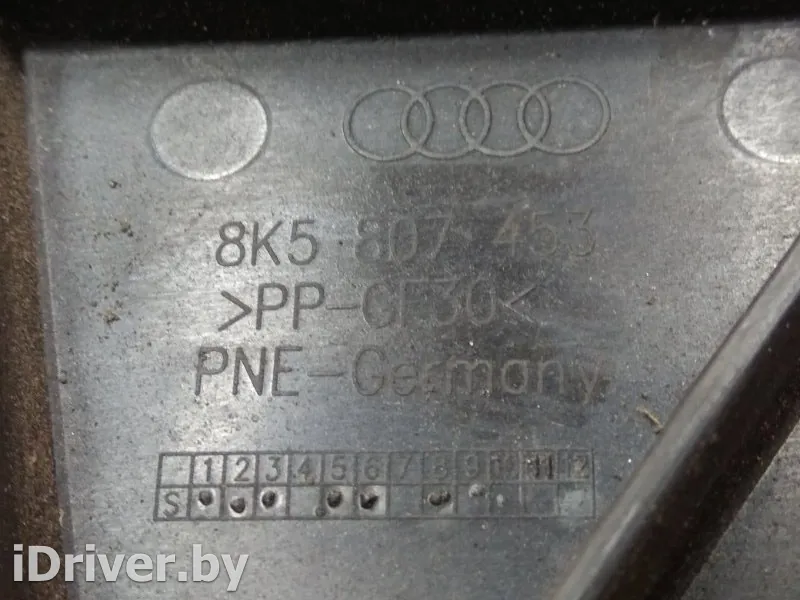 8K5 807 453
>PP-GF30<
PNE-Germany
1 2 3 4 5 6 7 8 9 10 11 12
S
iDriver.by